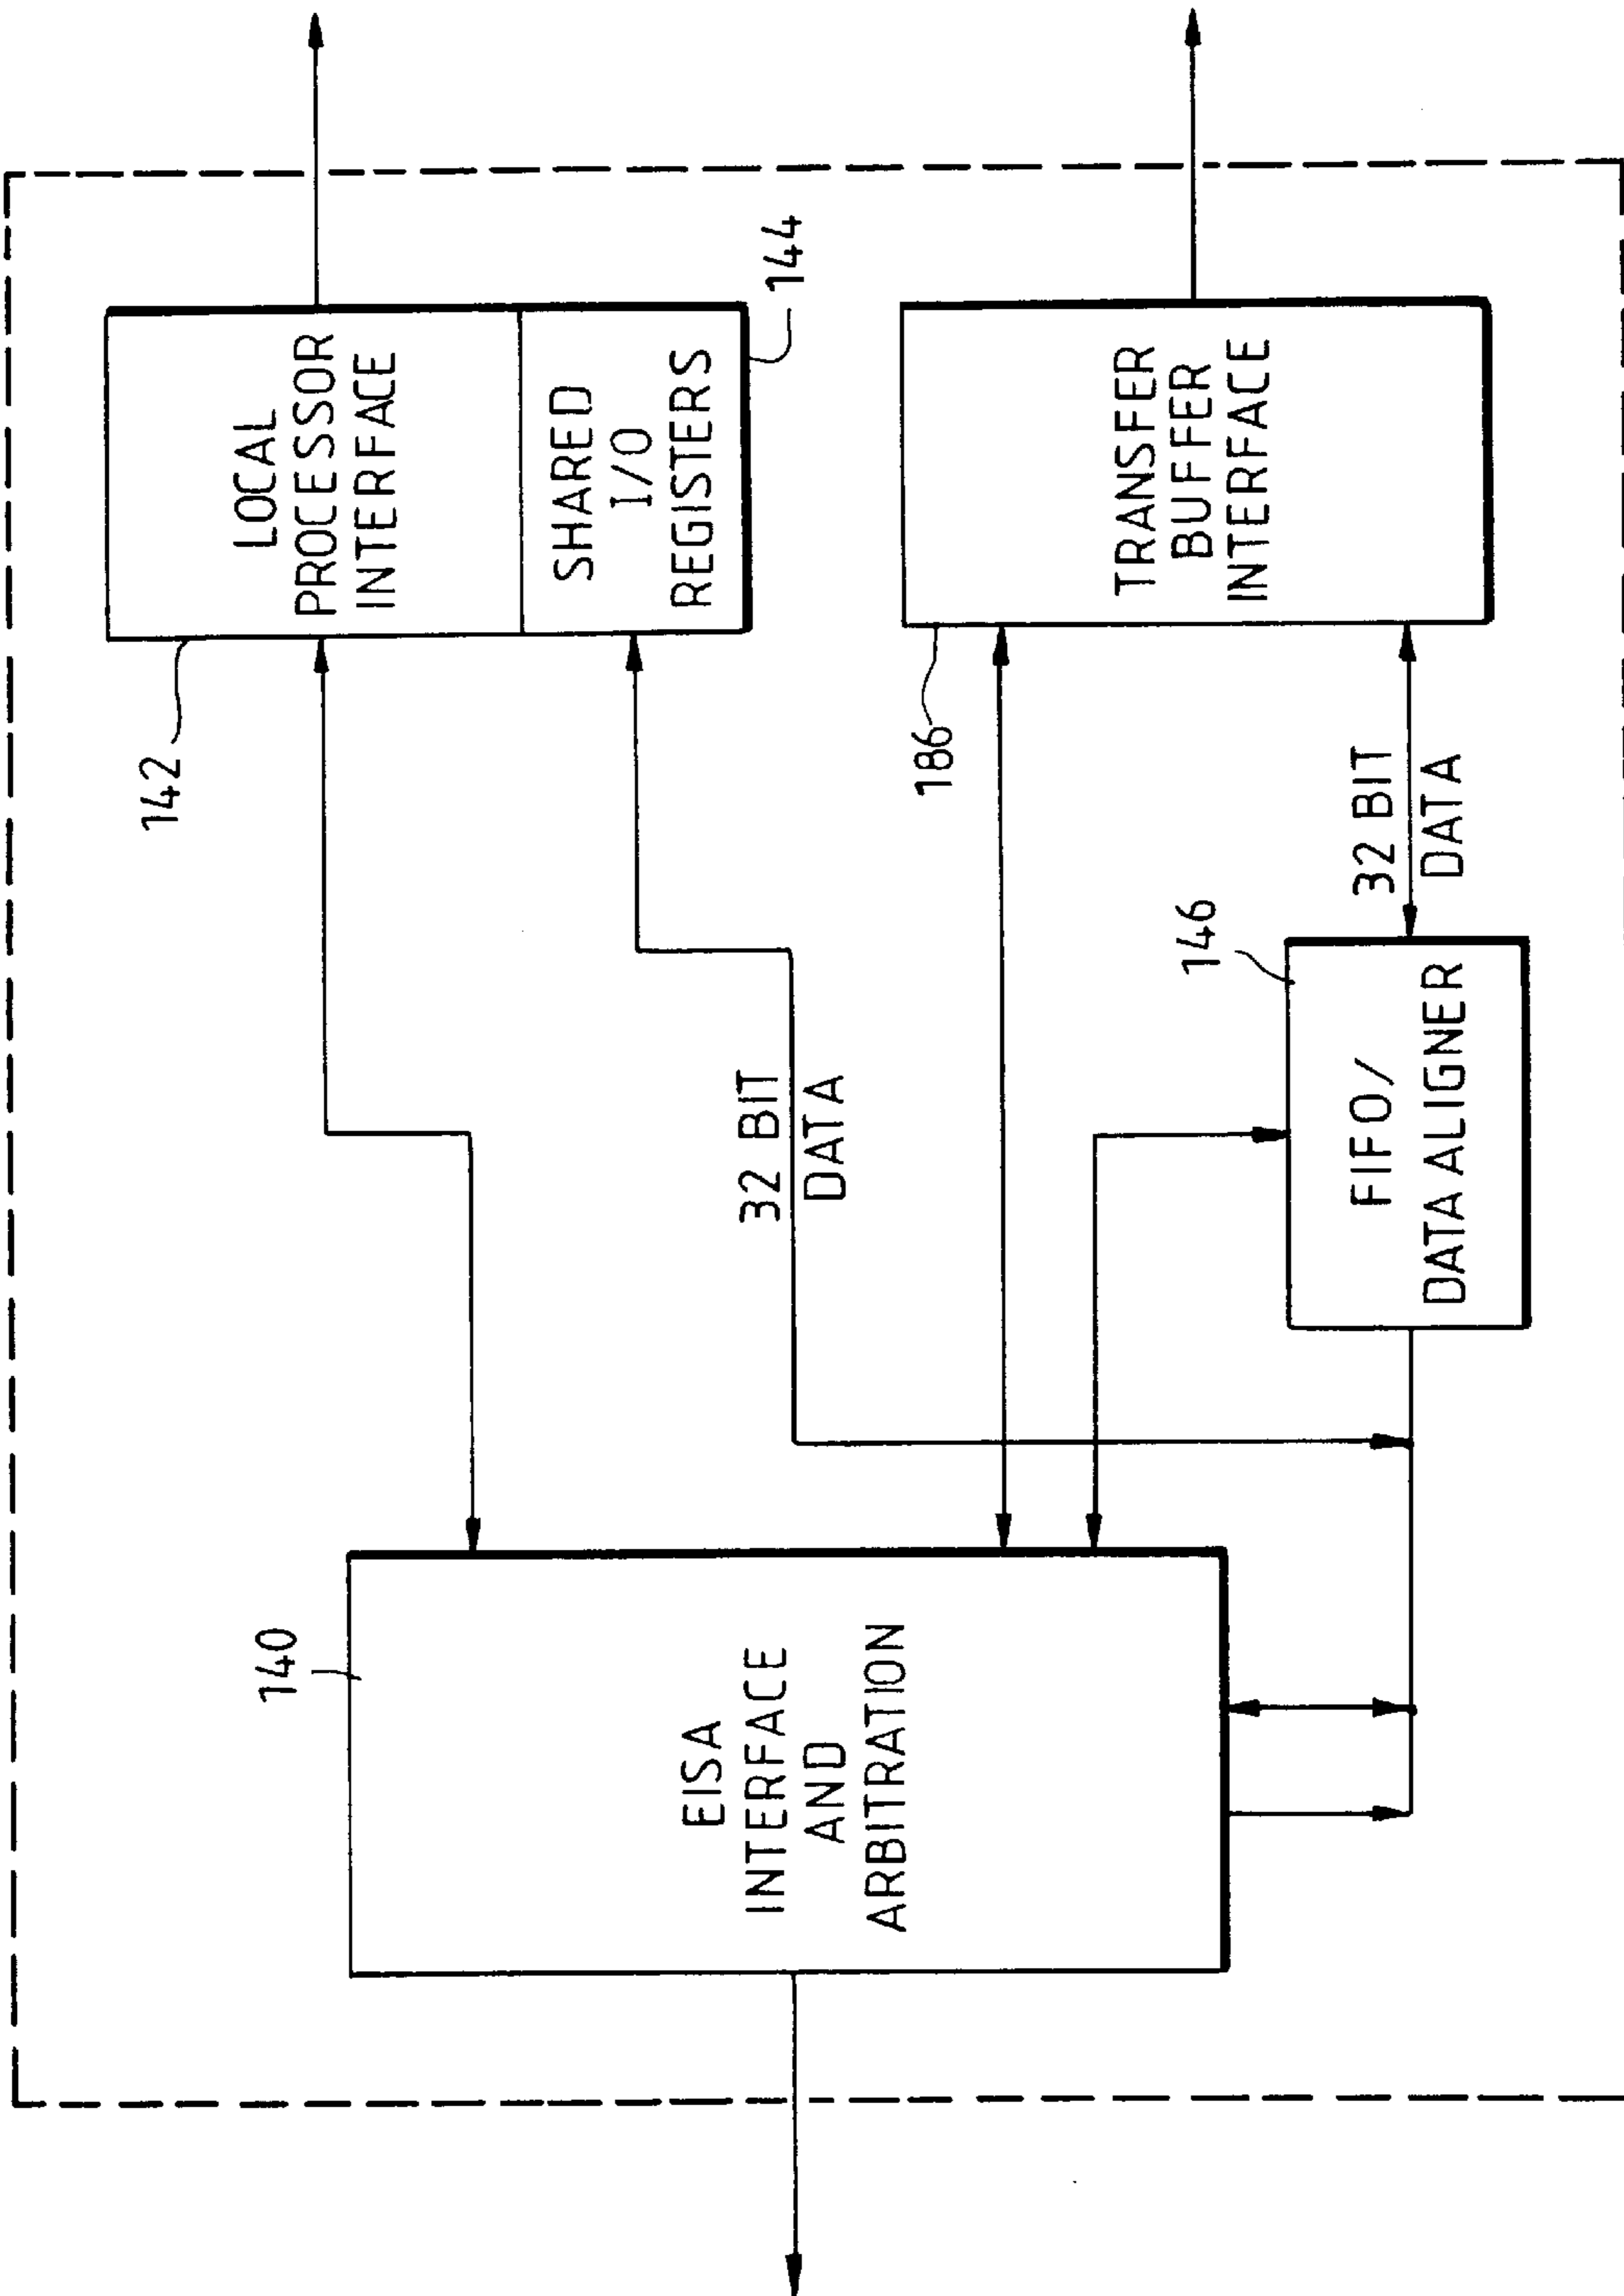 140
EISA
INTERFACE
AND
ARBITRATION
142
LOCAL
PROCESSOR
INTERFACE
SHARED
I/O
REGISTERS
144
32 BIT
DATA
186
TRANSFER
BUFFER
INTERFACE
146
FIFO/
DATA ALIGNER
32 BIT
DATA